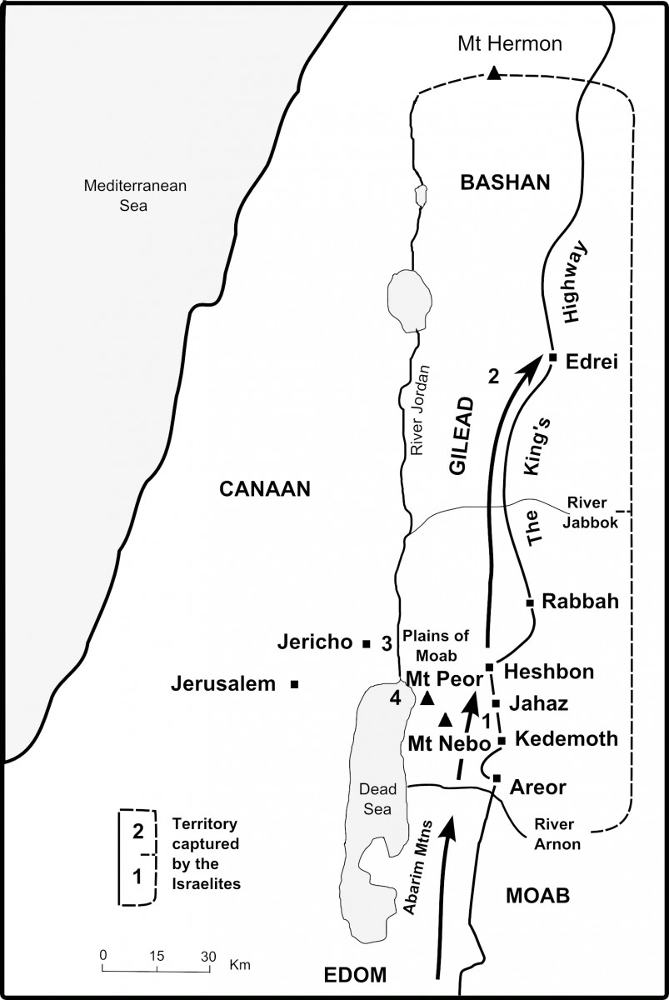 Mt Hermon
Mediterranean
Sea
BASHAN
Highway
Edrei
2
River Jordan
GILEAD
King's
CANAAN
The
River
Jabbok
Rabbah
Jericho
3
Plains of
Moab
Mt Peor
Heshbon
Jerusalem
4
Jahaz
1
Mt Nebo
Kedemoth
Areor
Dead
Sea
2
1
Territory
captured
by the
Israelites
River
Arnon
Abarim Mtns
MOAB
0 15 30 Km
EDOM